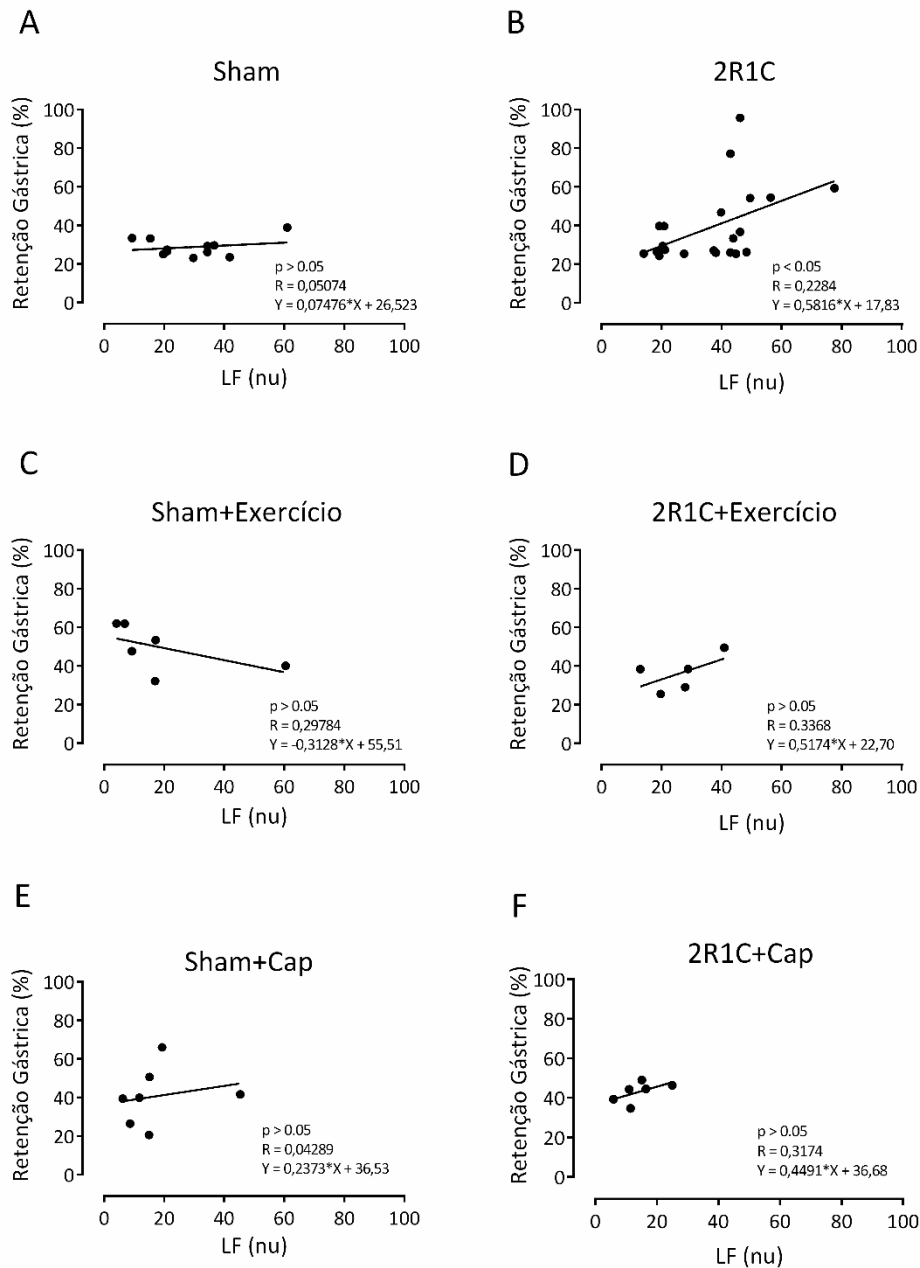 A
Sham
Retenção Gástrica (%)
100
80
60
40
20
0
p > 0.05
R = 0,05074
Y = 0,07476*X + 26,523
0 20 40 60 80 100
LF (nu)
B
2R1C
Retenção Gástrica (%)
100
80
60
40
20
0
p < 0.05
R = 0,2284
Y = 0,5816*X + 17,83
0 20 40 60 80 100
LF (nu)
C
Sham+Exercício
Retenção Gástrica (%)
100
80
60
40
20
0
p > 0.05
R = 0,29784
Y = -0,3128*X + 55,51
0 20 40 60 80 100
LF (nu)
D
2R1C+Exercício
Retenção Gástrica (%)
100
80
60
40
20
0
p > 0.05
R = 0.3368
Y = 0,5174*X + 22,70
0 20 40 60 80 100
LF (nu)
E
Sham+Cap
Retenção Gástrica (%)
100
80
60
40
20
0
p > 0.05
R = 0,04289
Y = 0,2373*X + 36,53
0 20 40 60 80 100
LF (nu)
F
2R1C+Cap
Retenção Gástrica (%)
100
80
60
40
20
0
p > 0.05
R = 0,3174
Y = 0,4491*X + 36,68
0 20 40 60 80 100
LF (nu)